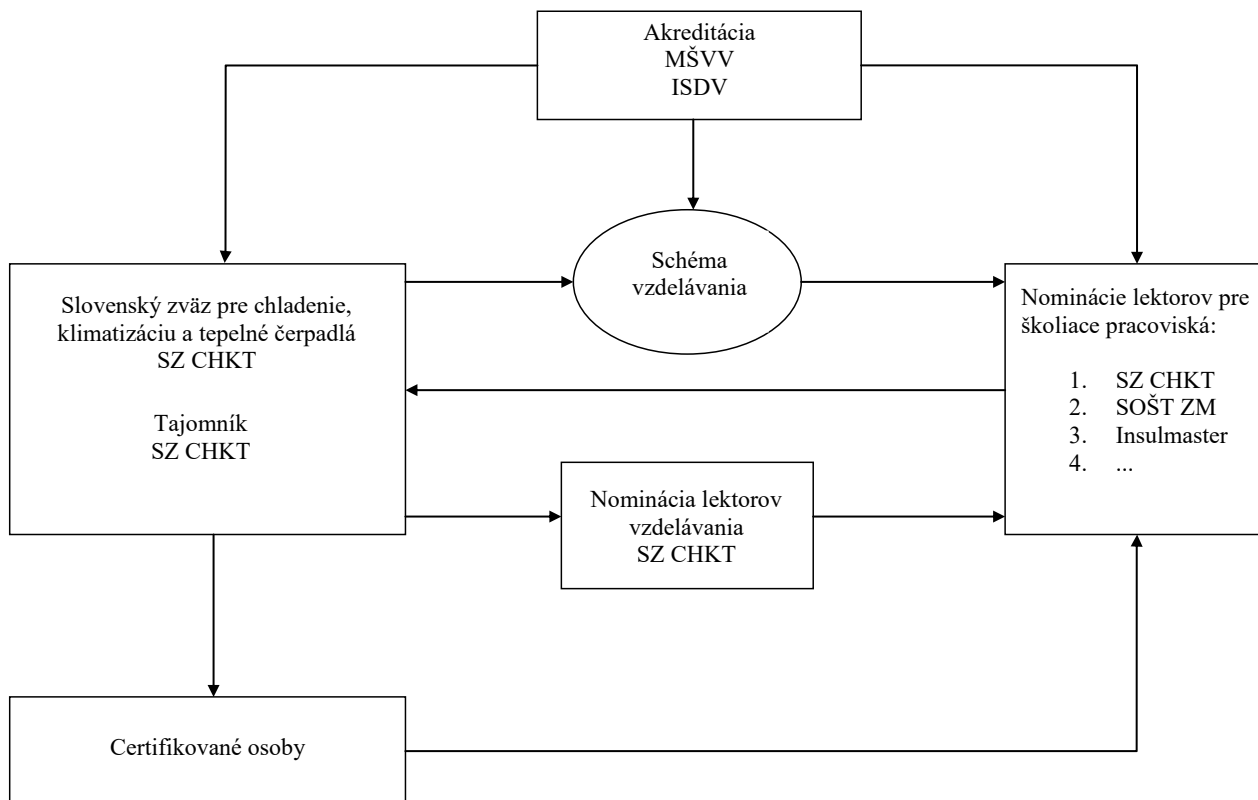 Akreditácia
MŠVV
ISDV
Schéma
vzdelávania
Slovenský zväz pre chladenie,
klimatizáciu a tepelné čerpadlá
SZ CHKT
Tajomník
SZ CHKT
Nominácie lektorov pre
školiace pracoviská:
1. SZ CHKT
2. SOŠT ZM
3. Insulmaster
4. ...
Nominácia lektorov
vzdelávania
SZ CHKT
Certifikované osoby